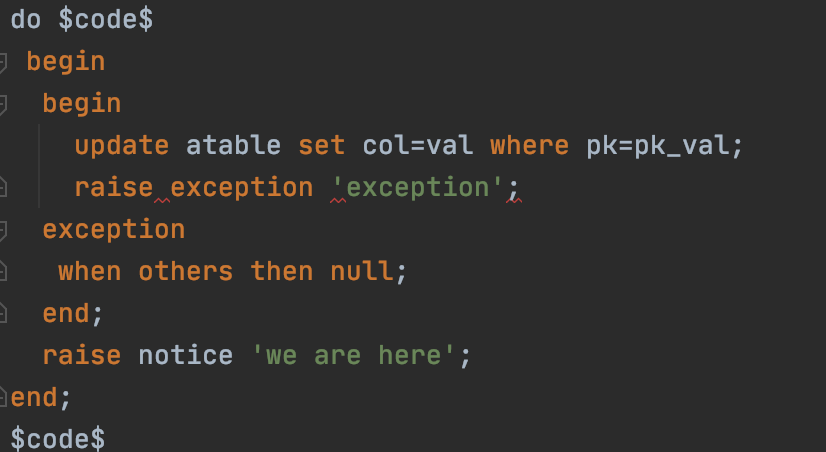 do $code$
begin
begin
update atable set col=val where pk=pk_val;
raise exception 'exception';
exception
when others then null;
end;
raise notice 'we are here';
end;
$code$